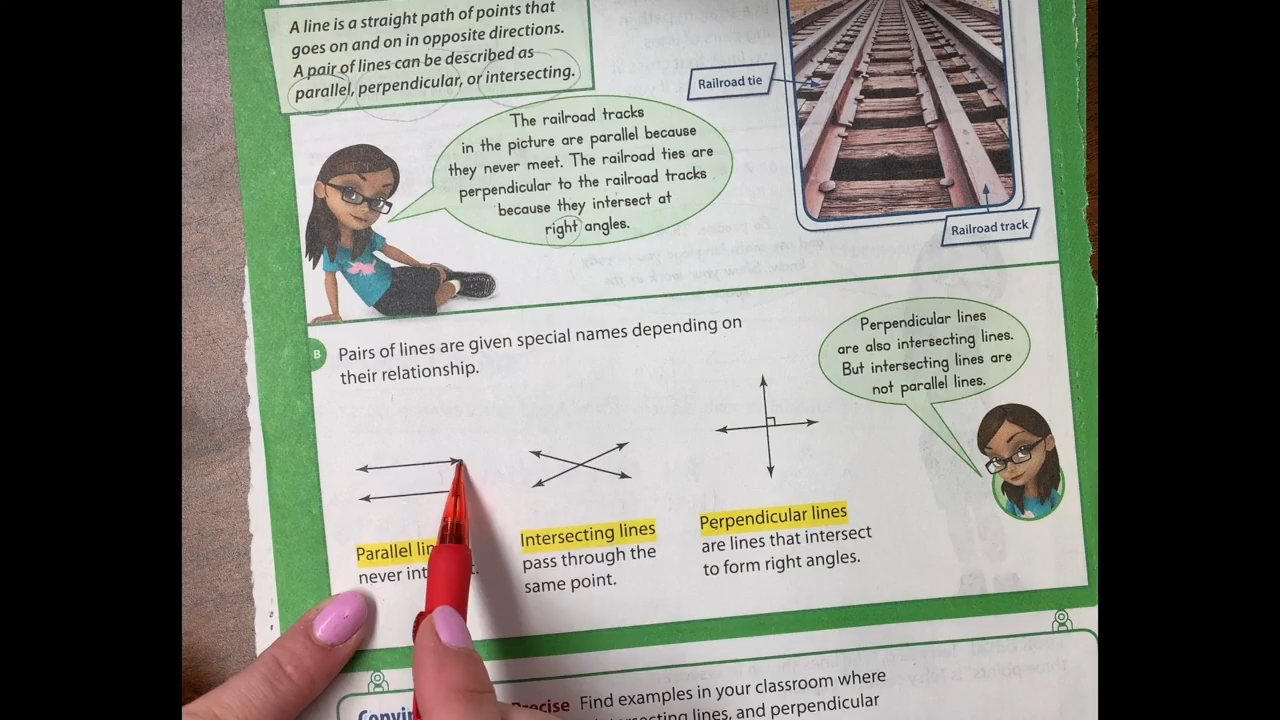 A line is a straight path of points that
goes on and on in opposite directions.
A pair of lines can be described as
parallel, perpendicular, or intersecting.
Railroad tie
Railroad track
The railroad tracks
in the picture are parallel because
they never meet. The railroad ties are
perpendicular to the railroad tracks
because they intersect at
right angles.
B Pairs of lines are given special names depending on
their relationship.
Perpendicular lines
are also intersecting lines.
But intersecting lines are
not parallel lines.
Parallel
never
Intersecting lines
pass through the
same point.
Perpendicular lines
are lines that intersect
to form right angles.
Find examples in your classroom where
lines, and perpendicular